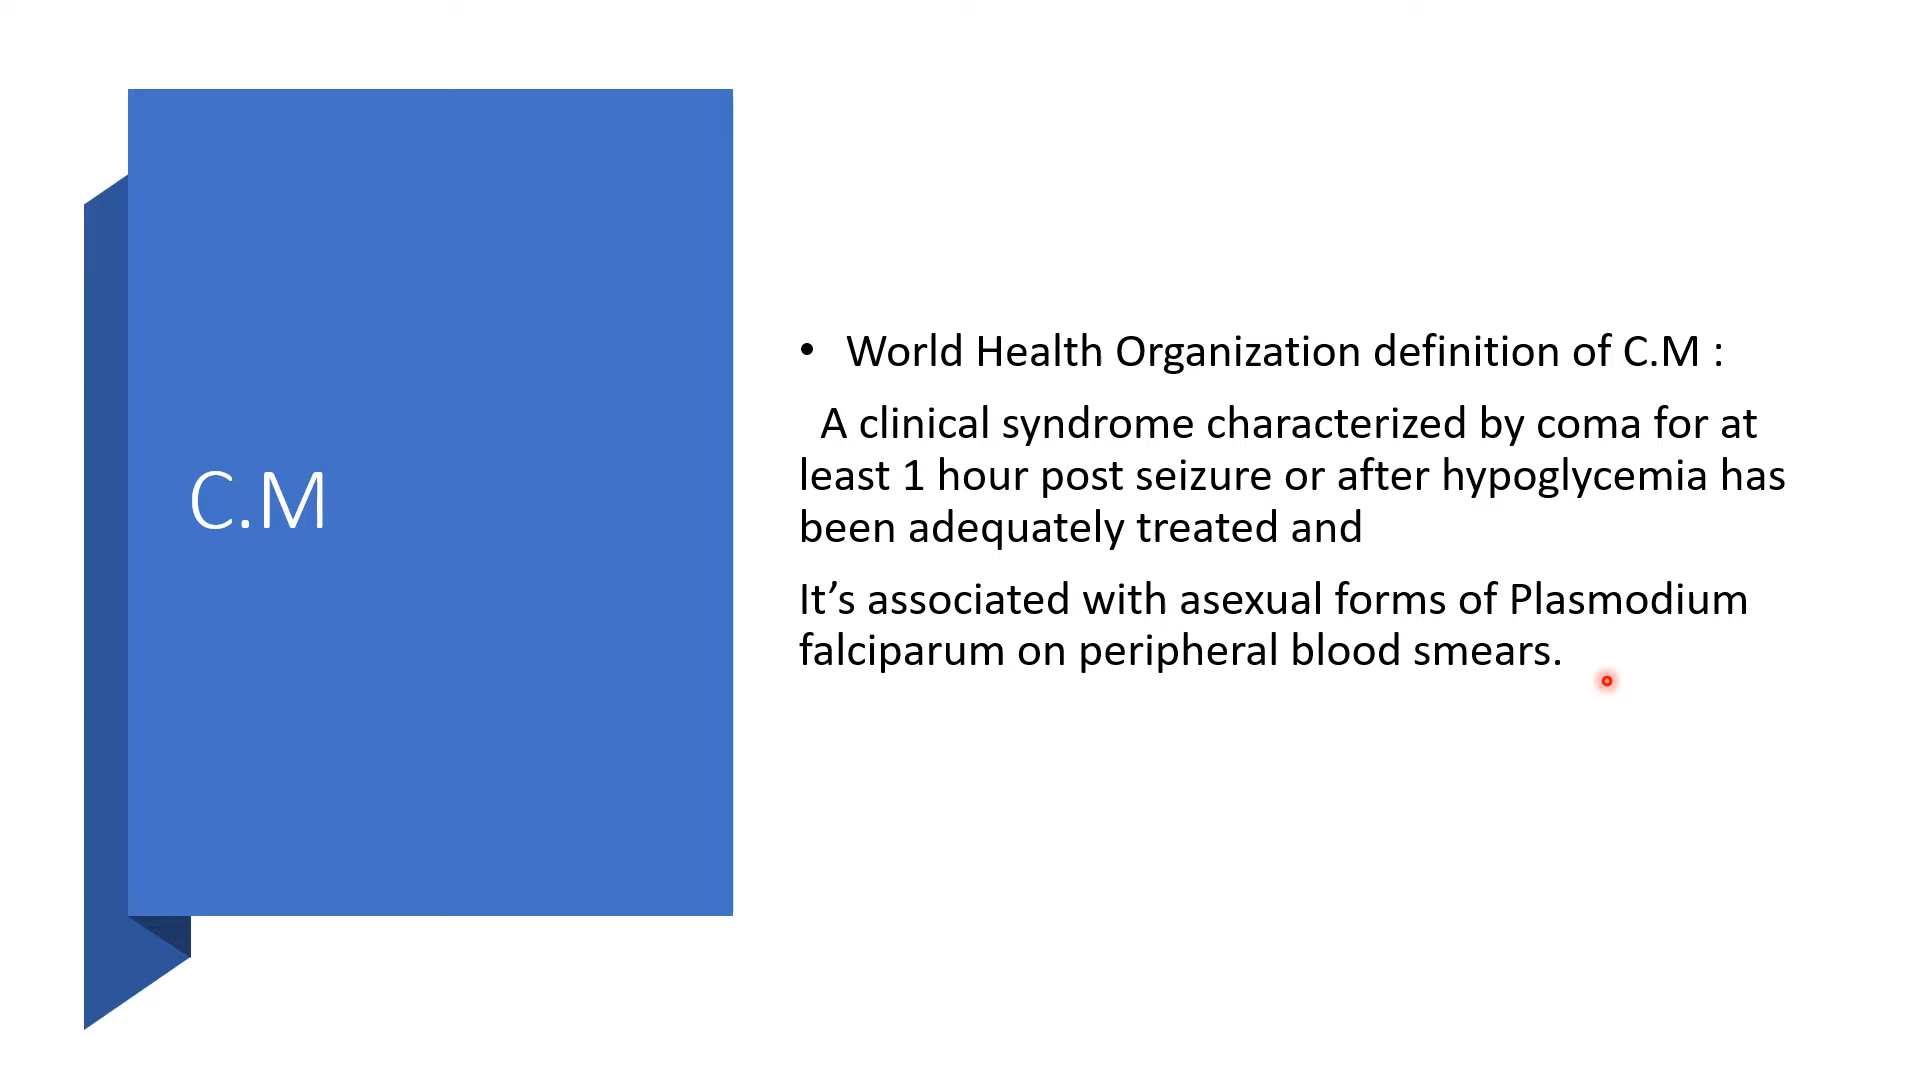 C.M
• World Health Organization definition of C.M :
A clinical syndrome characterized by coma for at
least 1 hour post seizure or after hypoglycemia has
been adequately treated and
It’s associated with asexual forms of Plasmodium
falciparum on peripheral blood smears.